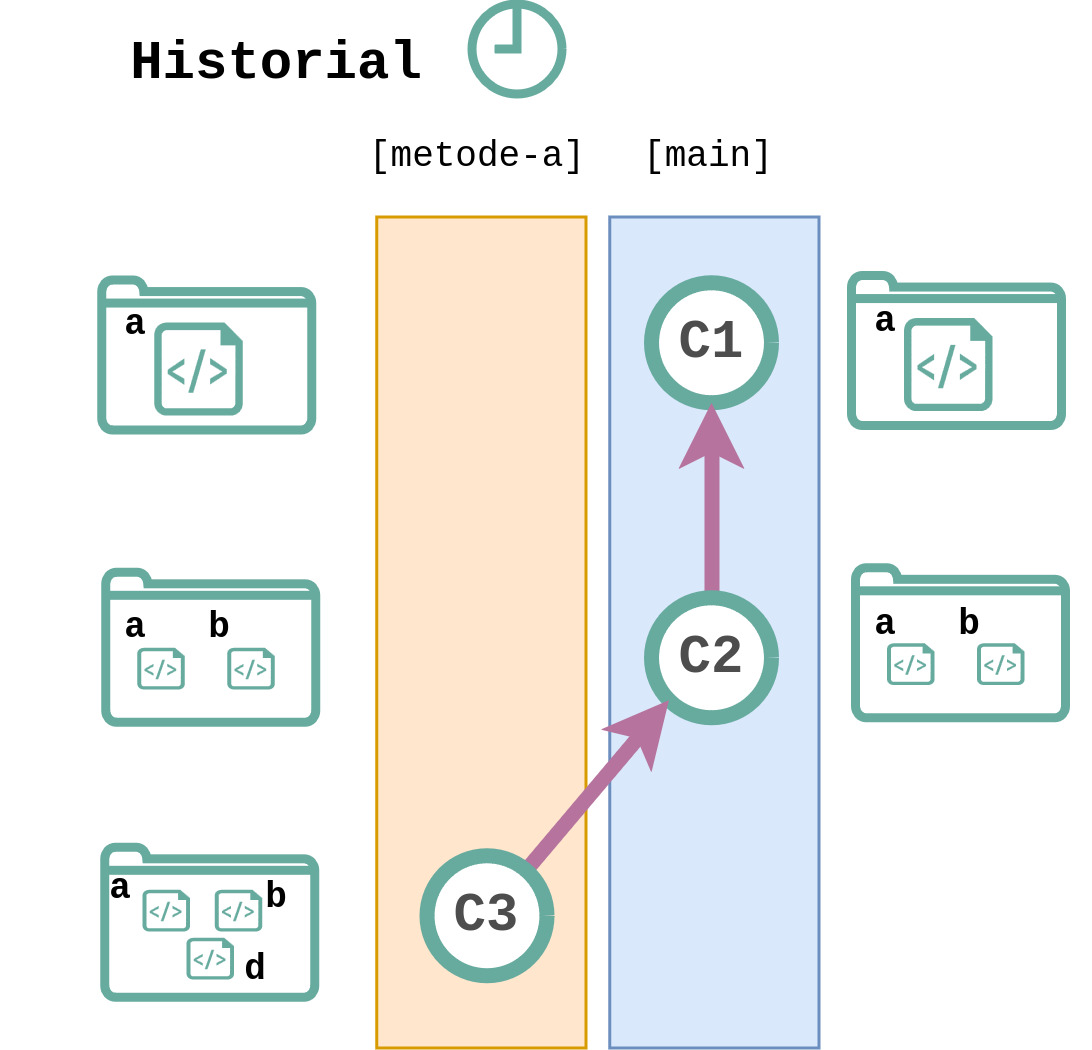 Historial
[metode-a] [main]
a </> C1 a </>
a b
</> </> C2 a b
</> </>
a </> </> b
</> d
C3